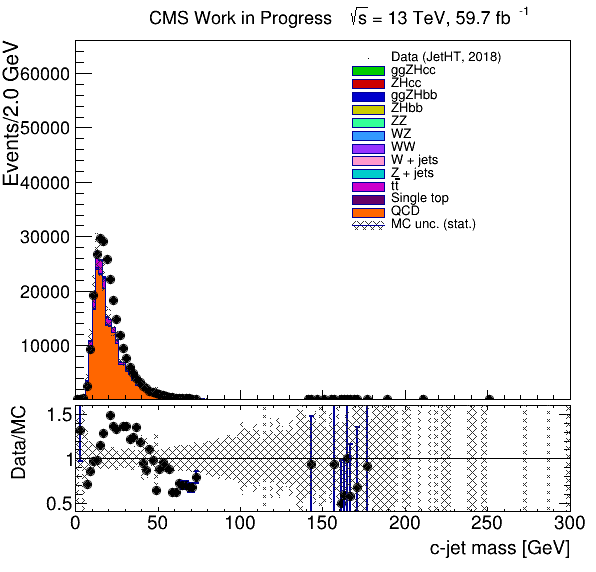 CMS Work in Progress √s = 13 TeV, 59.7 fb⁻¹
Events/2.0 GeV
60000
50000
40000
30000
20000
10000
Data (JetHT, 2018)
ggZHcc
ZHcc
ggZHbb
ZHbb
ZZ
WZ
WW
W + jets
Z + jets
tt̄
Single top
QCD
MC unc. (stat.)
Data/MC
1.5
1
0.5
0 50 100 150 200 250 300
c-jet mass [GeV]